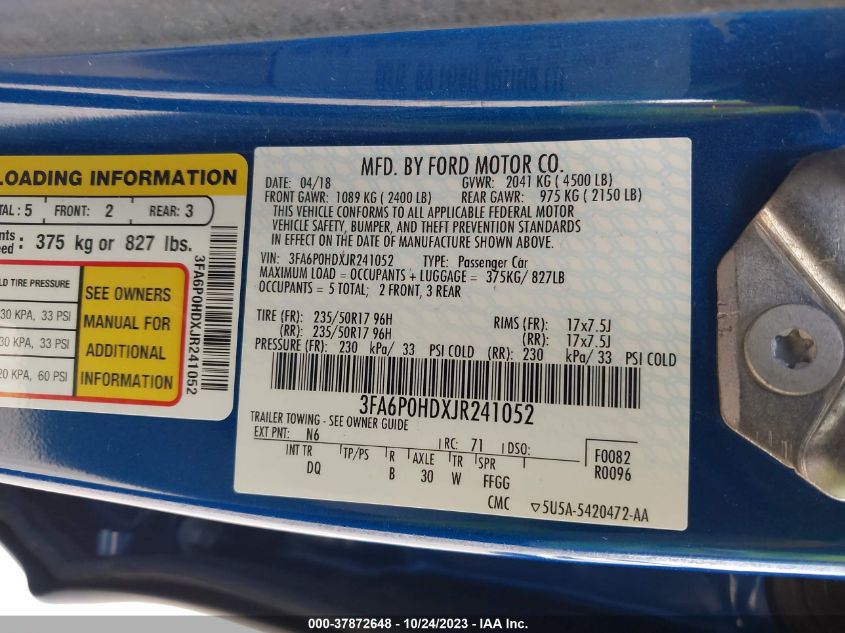 LOADING INFORMATION
TAL : 5 FRONT: 2 REAR: 3
375 kg or 827 lbs.
TIRE PRESSURE
30 KPA, 33 PSI
30 KPA, 33 PSI
20 KPA, 60 PSI
SEE OWNERS
MANUAL FOR
ADDITIONAL
INFORMATION
3FA6P0HDXJR241052
MFD. BY FORD MOTOR CO.
DATE: 04/18 GVWR: 2041 KG ( 4500 LB)
FRONT GAWR: 1089 KG ( 2400 LB) REAR GAWR: 975 KG ( 2150 LB)
THIS VEHICLE CONFORMS TO ALL APPLICABLE FEDERAL MOTOR
VEHICLE SAFETY, BUMPER, AND THEFT PREVENTION STANDARDS
IN EFFECT ON THE DATE OF MANUFACTURE SHOWN ABOVE.
VIN: 3FA6P0HDXJR241052 TYPE: Passenger Car
MAXIMUM LOAD = OCCUPANTS + LUGGAGE = 375KG/ 827LB
OCCUPANTS = 5 TOTAL; 2 FRONT, 3 REAR
TIRE (FR): 235/50R17 96H RIMS (FR): 17x7.5J
(RR): 235/50R17 96H (RR): 17x7.5J
PRESSURE (FR): 230 kPa/ 33 PSI COLD (RR): 230 kPa/ 33 PSI COLD
3FA6P0HDXJR241052
TRAILER TOWING - SEE OWNER GUIDE
EXT PNT: N6 RC: 71 DSO: F0082
INT TR TP/PS R AXLE TR SPR R0096
DQ B 30 W FFGG
CMC ▽5U5A-5420472-AA
000-37872648 - 10/24/2023 - IAA Inc.